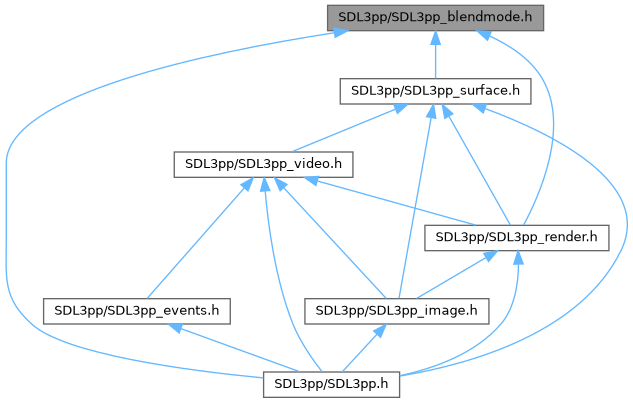 SDL3pp/SDL3pp_blendmode.h
SDL3pp/SDL3pp_surface.h
SDL3pp/SDL3pp_video.h
SDL3pp/SDL3pp_render.h
SDL3pp/SDL3pp_events.h
SDL3pp/SDL3pp_image.h
SDL3pp/SDL3pp.h